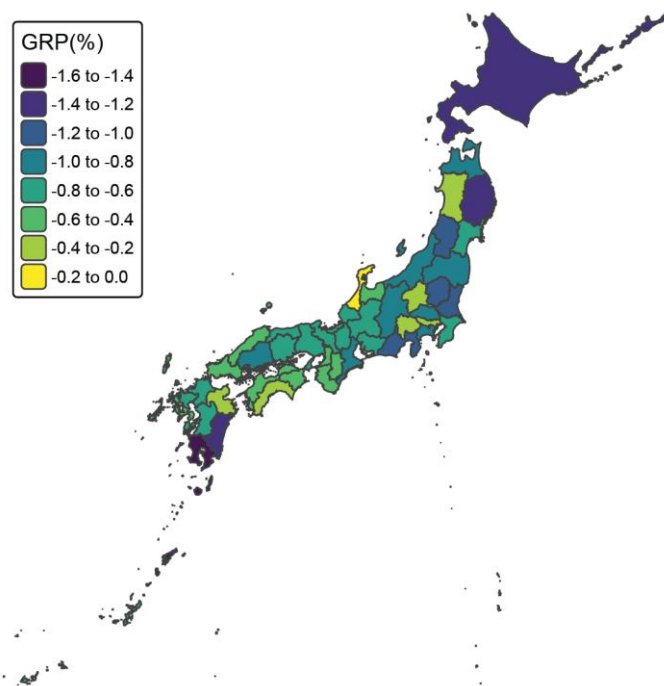 GRP(%)
-1.6 to -1.4
-1.4 to -1.2
-1.2 to -1.0
-1.0 to -0.8
-0.8 to -0.6
-0.6 to -0.4
-0.4 to -0.2
-0.2 to 0.0